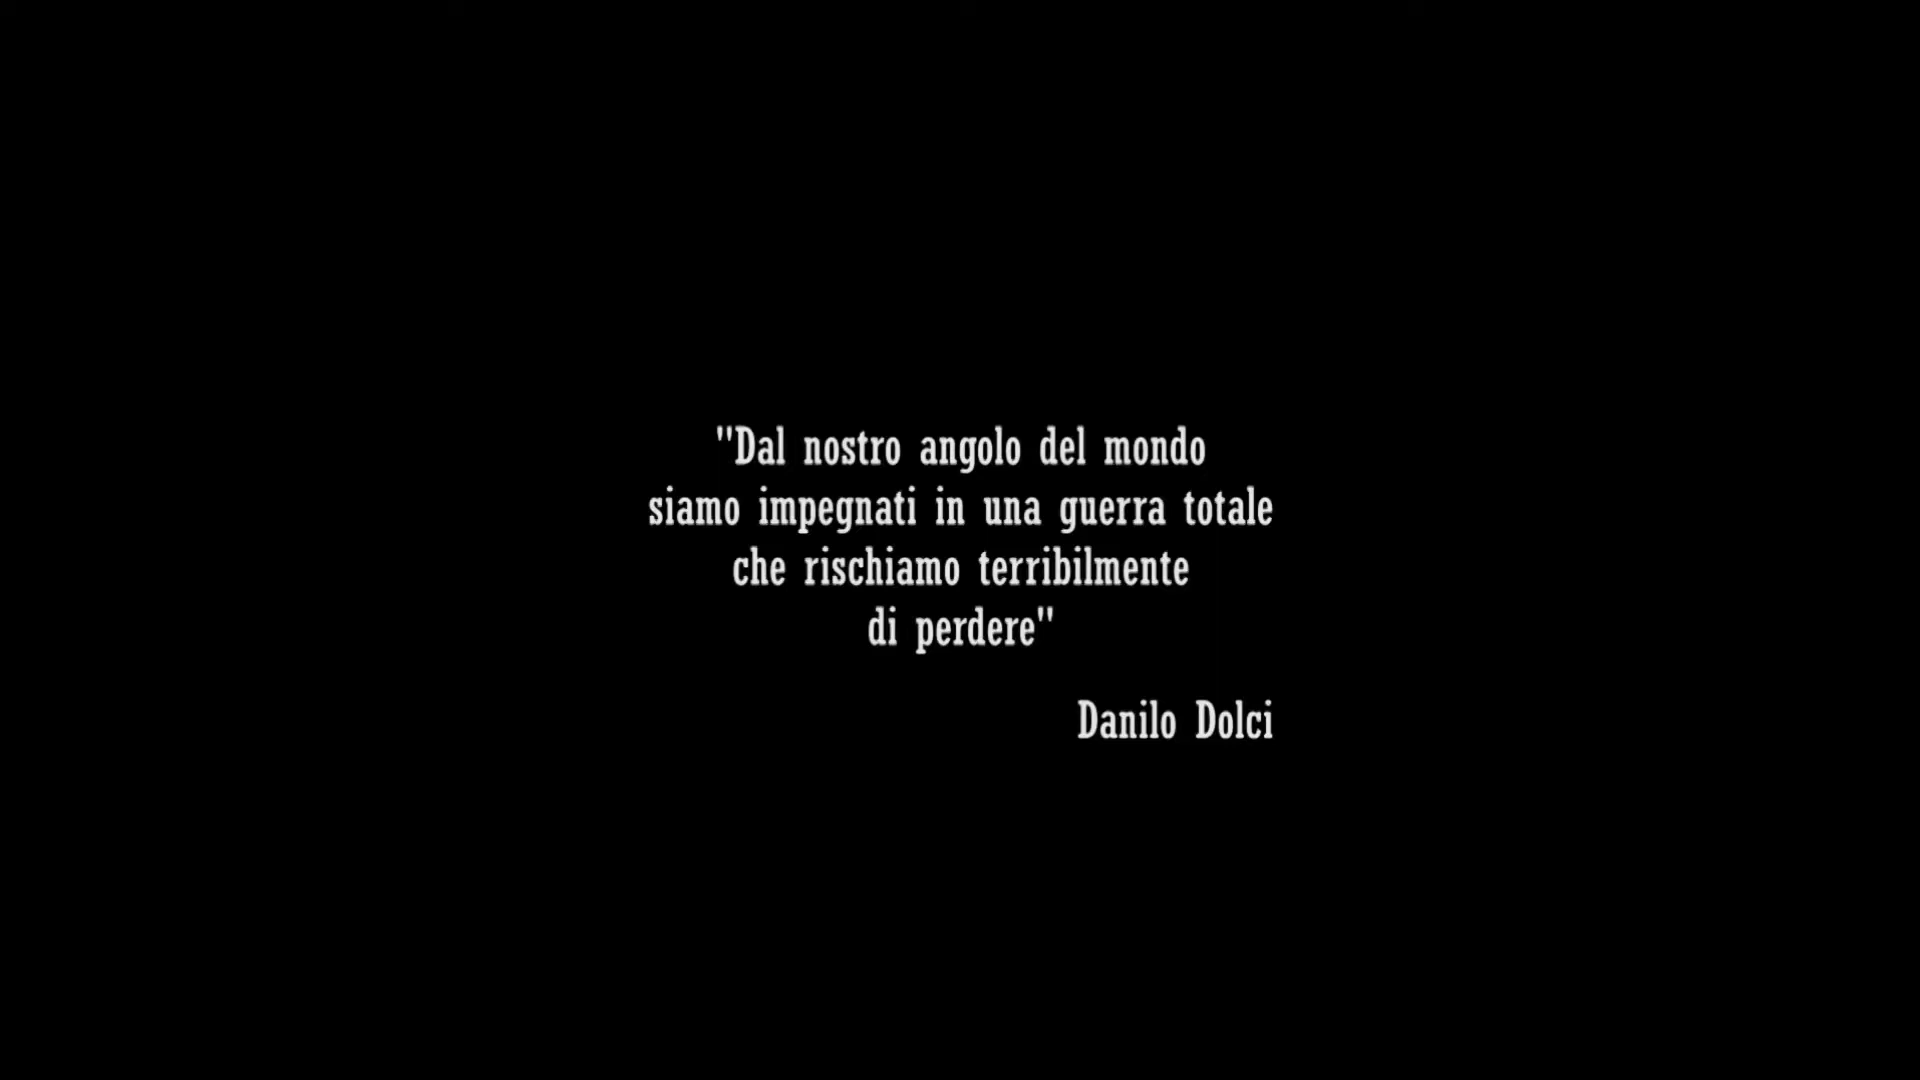 "Dal nostro angolo del mondo
siamo impegnati in una guerra totale
che rischiamo terribilmente
di perdere"
Danilo Dolci